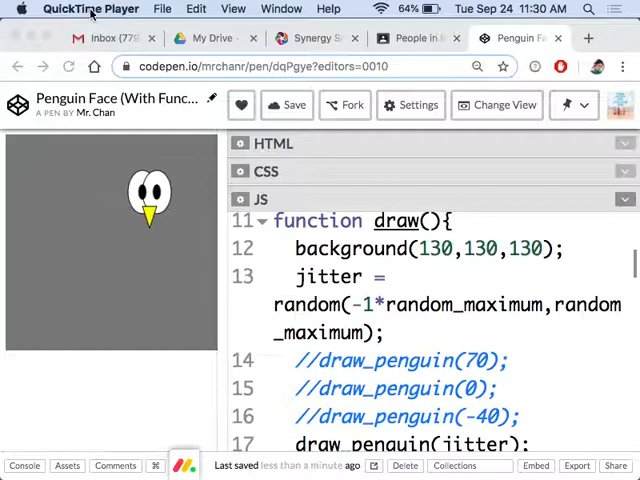 QuickTime Player File Edit View Window Help 64% Tue Sep 24 11:30 AM
Inbox (779 My Drive - Synergy S People in Penguin Fa
codepen.io/mrchanr/pen/dqPgye?editors=0010
Penguin Face (With Func...
A PEN BY Mr. Chan
Save Fork Settings Change View
HTML
CSS
JS
11 function draw(){
12 background(130,130,130);
13 jitter =
random(-1*random_maximum,random
_maximum);
14 //draw_penguin(70);
15 //draw_penguin(0);
16 //draw_penguin(-40);
17 draw_penguin(jitter);
Console Assets Comments ⌘ Last saved less than a minute ago Delete Collections Embed Export Share